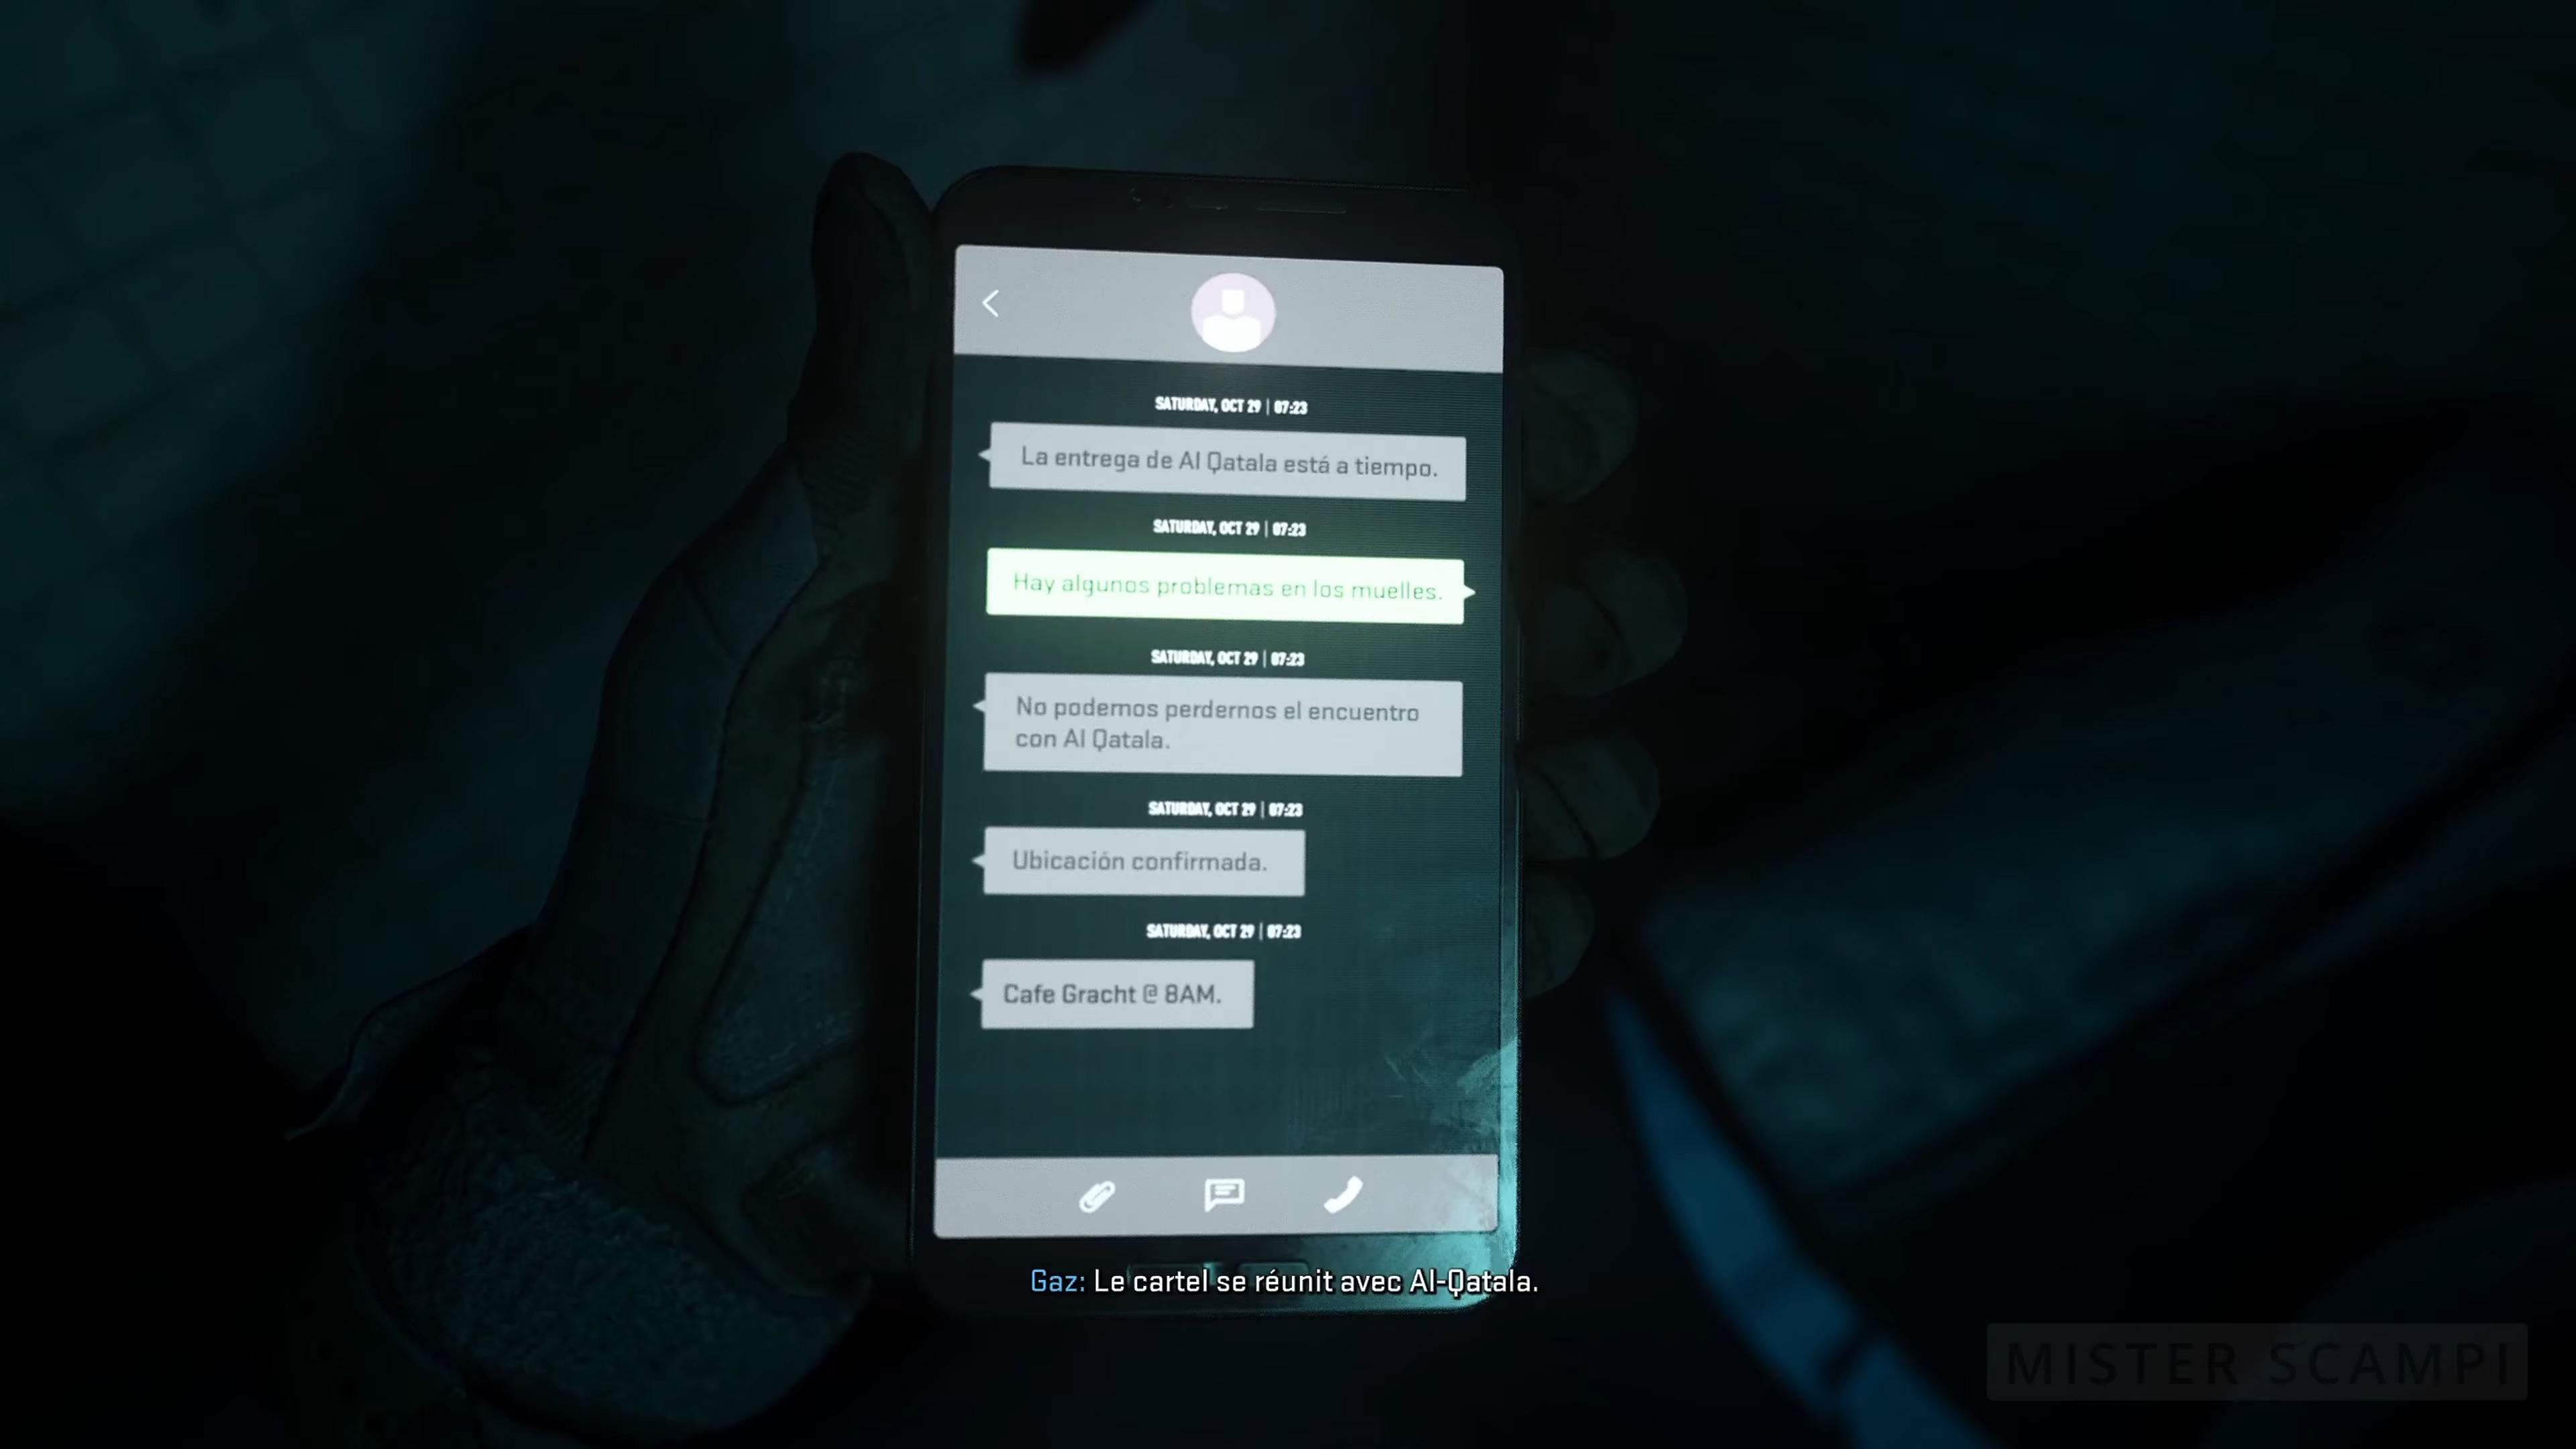 SATURDAY, OCT 29 | 07:23
La entrega de Al Qatala está a tiempo.
SATURDAY, OCT 29 | 07:23
Hay algunos problemas en los muelles.
SATURDAY, OCT 29 | 07:23
No podemos perdernos el encuentro
con Al Qatala.
SATURDAY, OCT 29 | 07:23
Ubicación confirmada.
SATURDAY, OCT 29 | 07:23
Cafe Gracht @ 8AM.
Gaz: Le cartel se réunit avec Al-Qatala.
MISTER SCAMPI